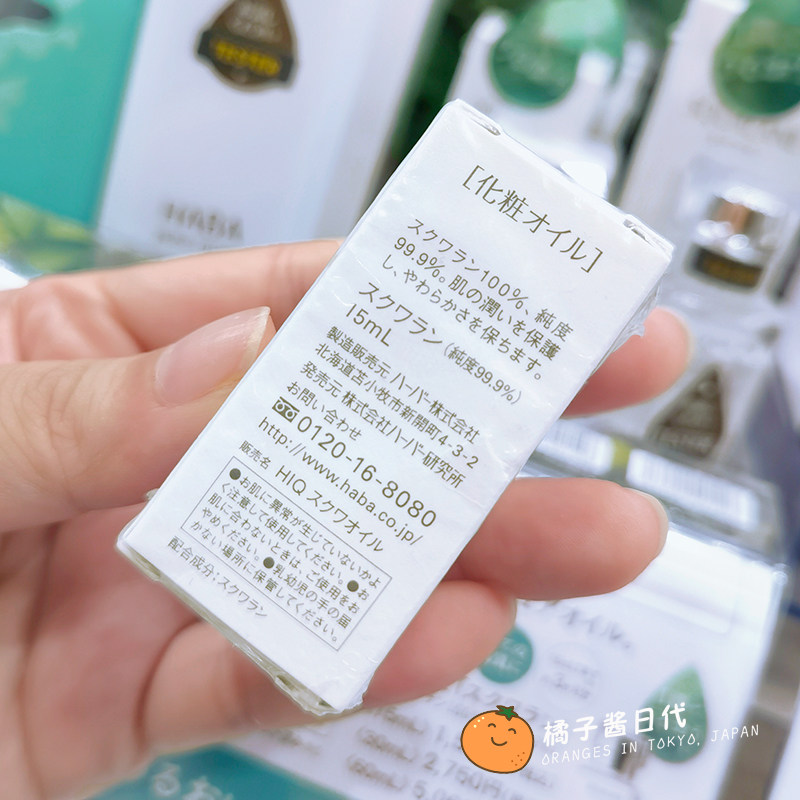 HABA
[化粧オイル]
スクワラン100%、純度
99.9%。肌の潤いを保護
し、やわらかさを保ちます。
スクワラン(純度99.9%)
15mL
製造販売元 ハーバー株式会社
北海道苫小牧市新開町4-3-2
発売元 株式会社ハーバー研究所
お問い合わせ
0120-16-8080
http://www.haba.co.jp/
販売名 HIQ スクワオイル
●お肌に異常が生じていないかよ
く注意して使用してください。●お
肌に合わないときは、ご使用をお
やめください。●乳幼児の手の届
かない場所に保管してください。
配合成分:スクワラン
橘子酱日代
ORANGES IN TOKYO, JAPAN